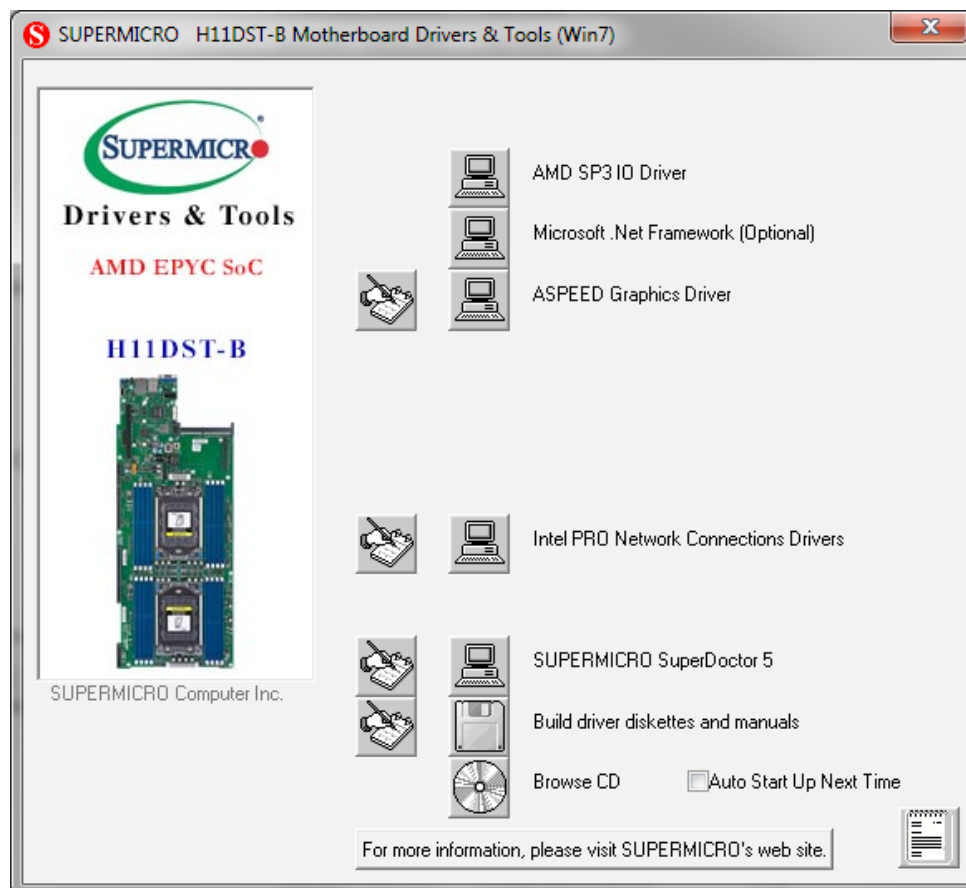 SUPERMICRO H11DST-B Motherboard Drivers & Tools (Win7)
SUPERMICRO
Drivers & Tools
AMD EPYC SoC
H11DST-B
SUPERMICRO Computer Inc.
AMD SP3 IO Driver
Microsoft .Net Framework (Optional)
ASPEED Graphics Driver
Intel PRO Network Connections Drivers
SUPERMICRO SuperDoctor 5
Build driver diskettes and manuals
Browse CD
Auto Start Up Next Time
For more information, please visit SUPERMICRO's web site.